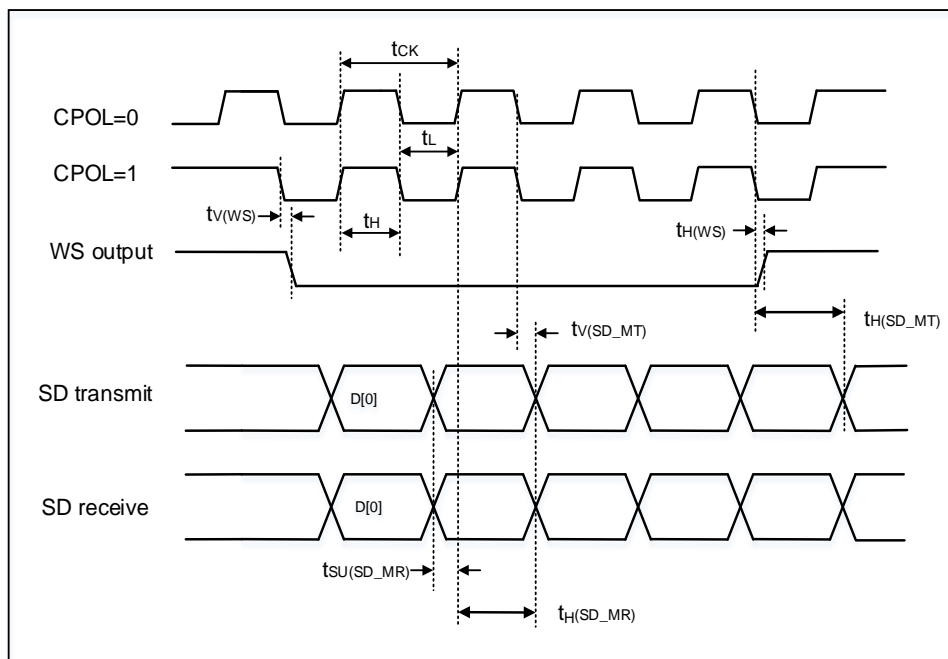 tCK
CPOL=0
tL
CPOL=1
tV(WS)
tH
tH(WS)
WS output
tV(SD_MT)
tH(SD_MT)
SD transmit
D[0]
SD receive
D[0]
tSU(SD_MR)
tH(SD_MR)